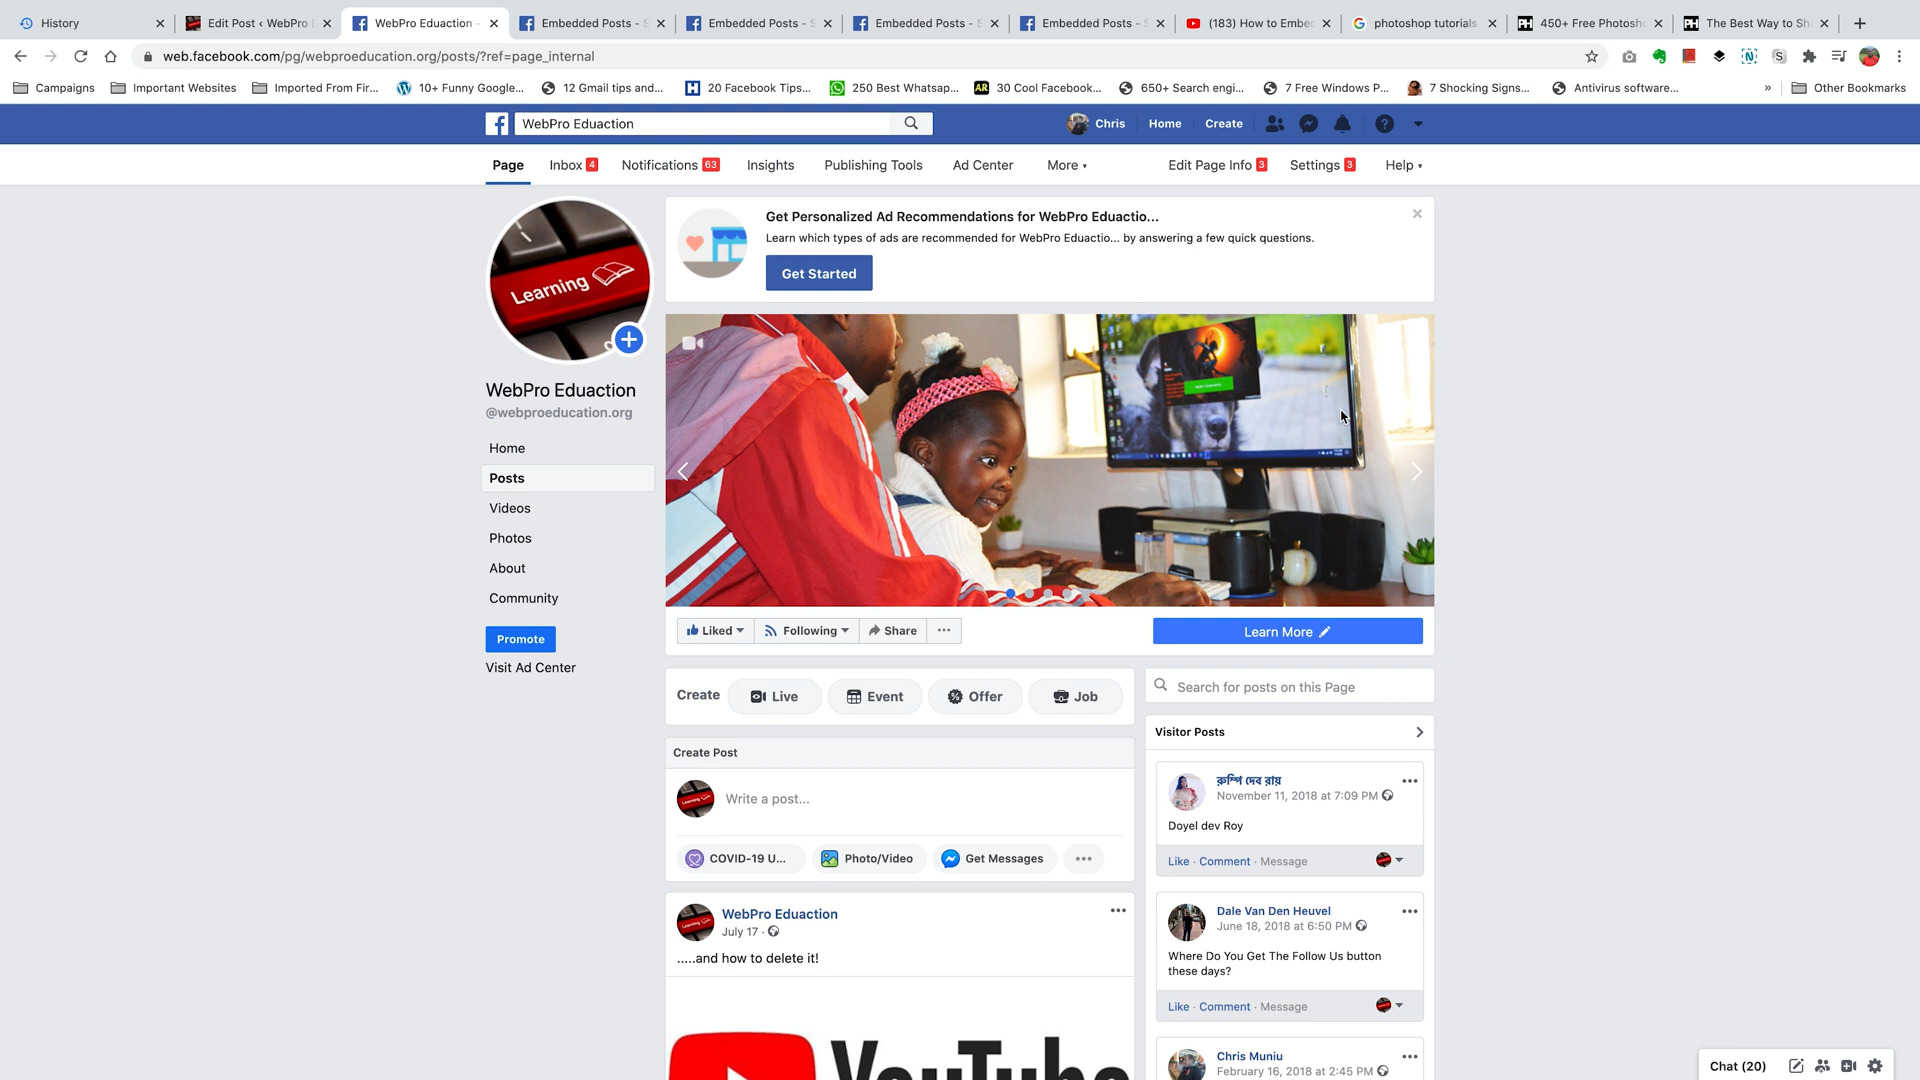 History
Edit Post ‹ WebPro E
WebPro Eduaction -
Embedded Posts - S
Embedded Posts - S
Embedded Posts - S
Embedded Posts - S
(183) How to Embe
photoshop tutorials
450+ Free Photosh
The Best Way to Sh
web.facebook.com/pg/webproeducation.org/posts/?ref=page_internal
Campaigns
Important Websites
Imported From Fir...
10+ Funny Google...
12 Gmail tips and...
20 Facebook Tips...
250 Best Whatsap...
30 Cool Facebook...
650+ Search engi...
7 Free Windows P...
7 Shocking Signs...
Antivirus software...
»
Other Bookmarks
WebPro Eduaction
Chris
Home
Create
Page
Inbox 4
Notifications 63
Insights
Publishing Tools
Ad Center
More
Edit Page Info 3
Settings 3
Help
Learning
Get Personalized Ad Recommendations for WebPro Eduactio...
Learn which types of ads are recommended for WebPro Eduactio... by answering a few quick questions.
Get Started
WebPro Eduaction
@webproeducation.org
Home
Posts
Videos
Photos
About
Community
Promote
Visit Ad Center
Liked
Following
Share
Learn More
Create
Live
Event
Offer
Job
Search for posts on this Page
Create Post
Write a post...
COVID-19 U...
Photo/Video
Get Messages
WebPro Eduaction
July 17 ·
.....and how to delete it!
YouTube
Visitor Posts
রুম্পি দেব রায়
November 11, 2018 at 7:09 PM
Doyel dev Roy
Like · Comment · Message
Dale Van Den Heuvel
June 18, 2018 at 6:50 PM
Where Do You Get The Follow Us button
these days?
Like · Comment · Message
Chris Muniu
February 16, 2018 at 2:45 PM
Chat (20)